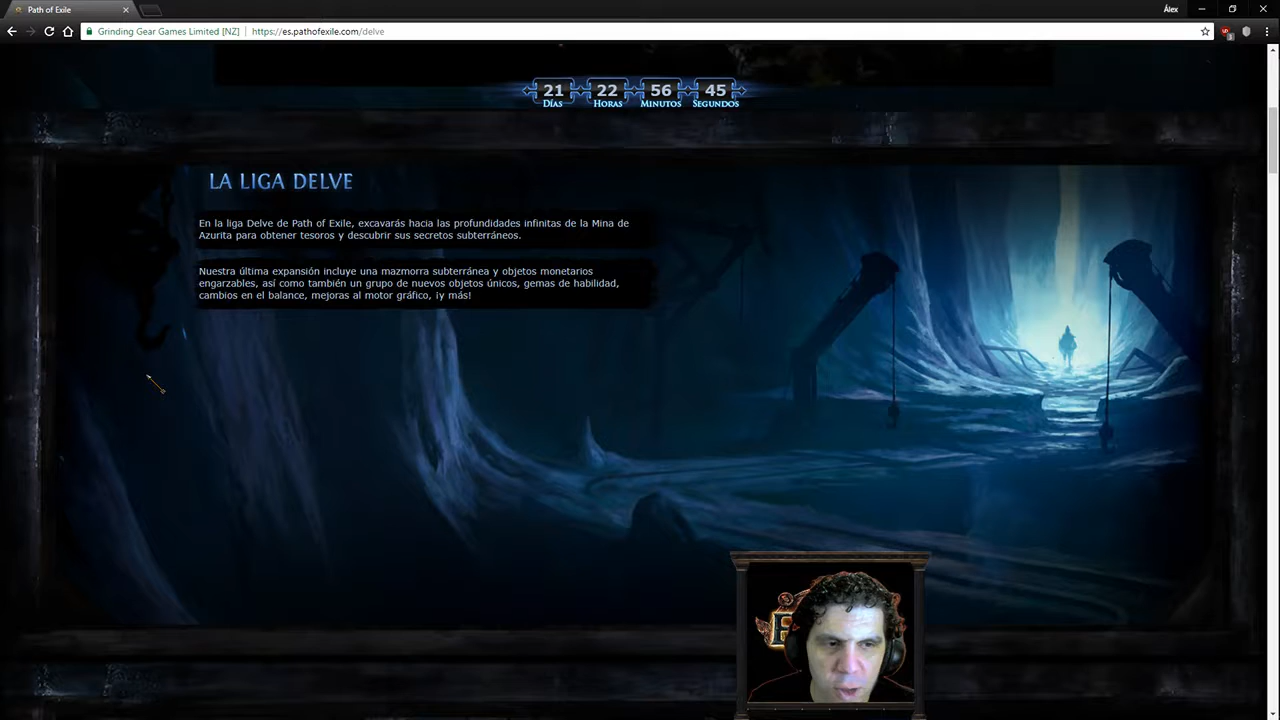 Path of Exile
Álex
Grinding Gear Games Limited [NZ]
https://es.pathofexile.com/delve
21 22 56 45
DÍAS HORAS MINUTOS SEGUNDOS
LA LIGA DELVE
En la liga Delve de Path of Exile, excavarás hacia las profundidades infinitas de la Mina de
Azurita para obtener tesoros y descubrir sus secretos subterráneos.
Nuestra última expansión incluye una mazmorra subterránea y objetos monetarios
engarzables, así como también un grupo de nuevos objetos únicos, gemas de habilidad,
cambios en el balance, mejoras al motor gráfico, ¡y más!